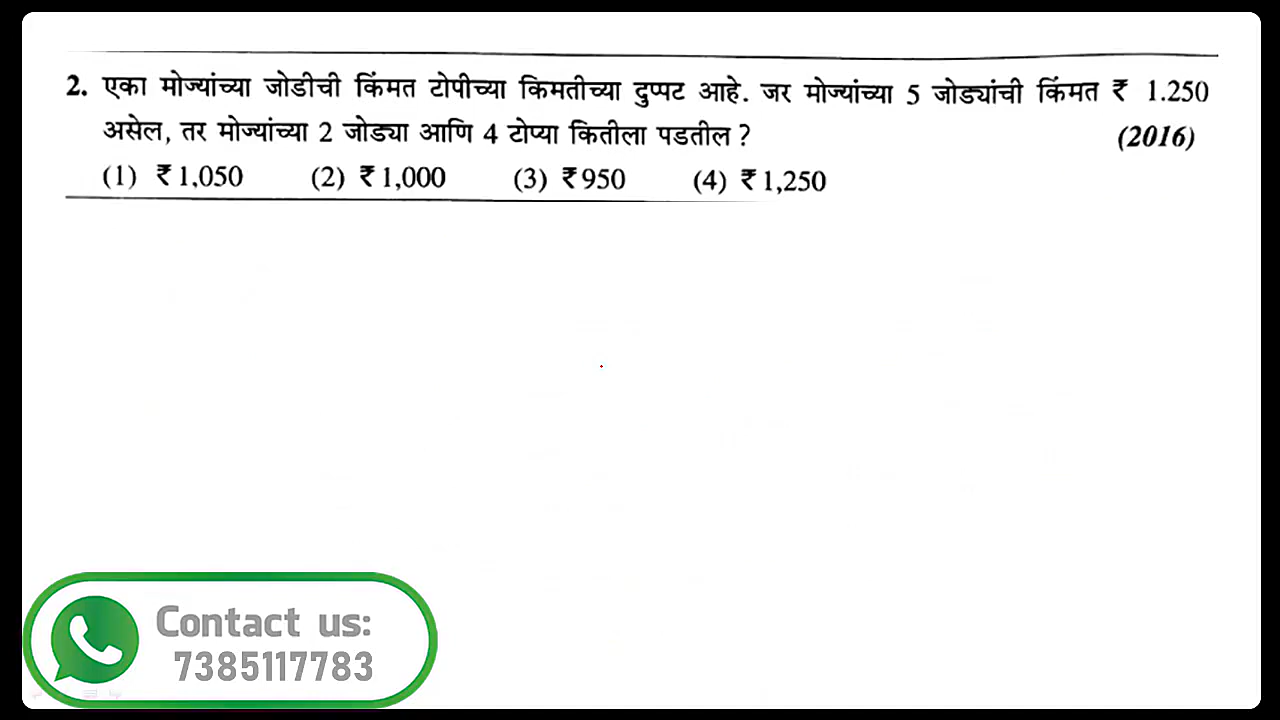 2. एका मोज्यांच्या जोडीची किंमत टोपीच्या किमतीच्या दुप्पट आहे. जर मोज्यांच्या 5 जोड्यांची किंमत ₹ 1.250
असेल, तर मोज्यांच्या 2 जोड्या आणि 4 टोप्या कितीला पडतील ? (2016)
(1) ₹ 1,050 (2) ₹ 1,000 (3) ₹ 950 (4) ₹ 1,250
Contact us:
7385117783